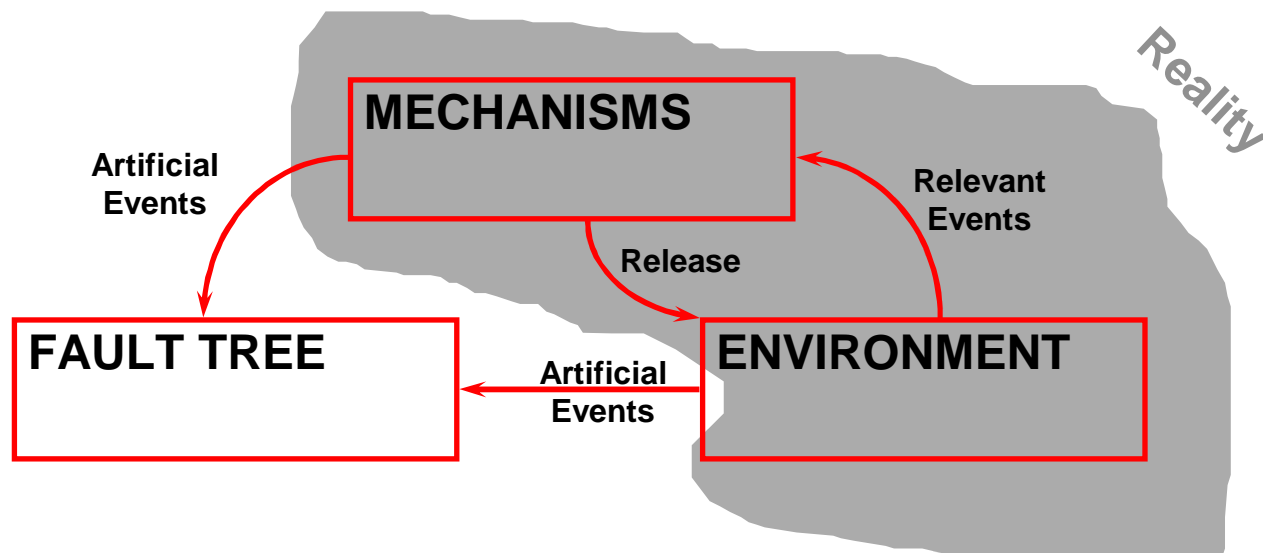 Reality
MECHANISMS
Artificial
Events
Relevant
Events
Release
FAULT TREE
ENVIRONMENT
Artificial
Events